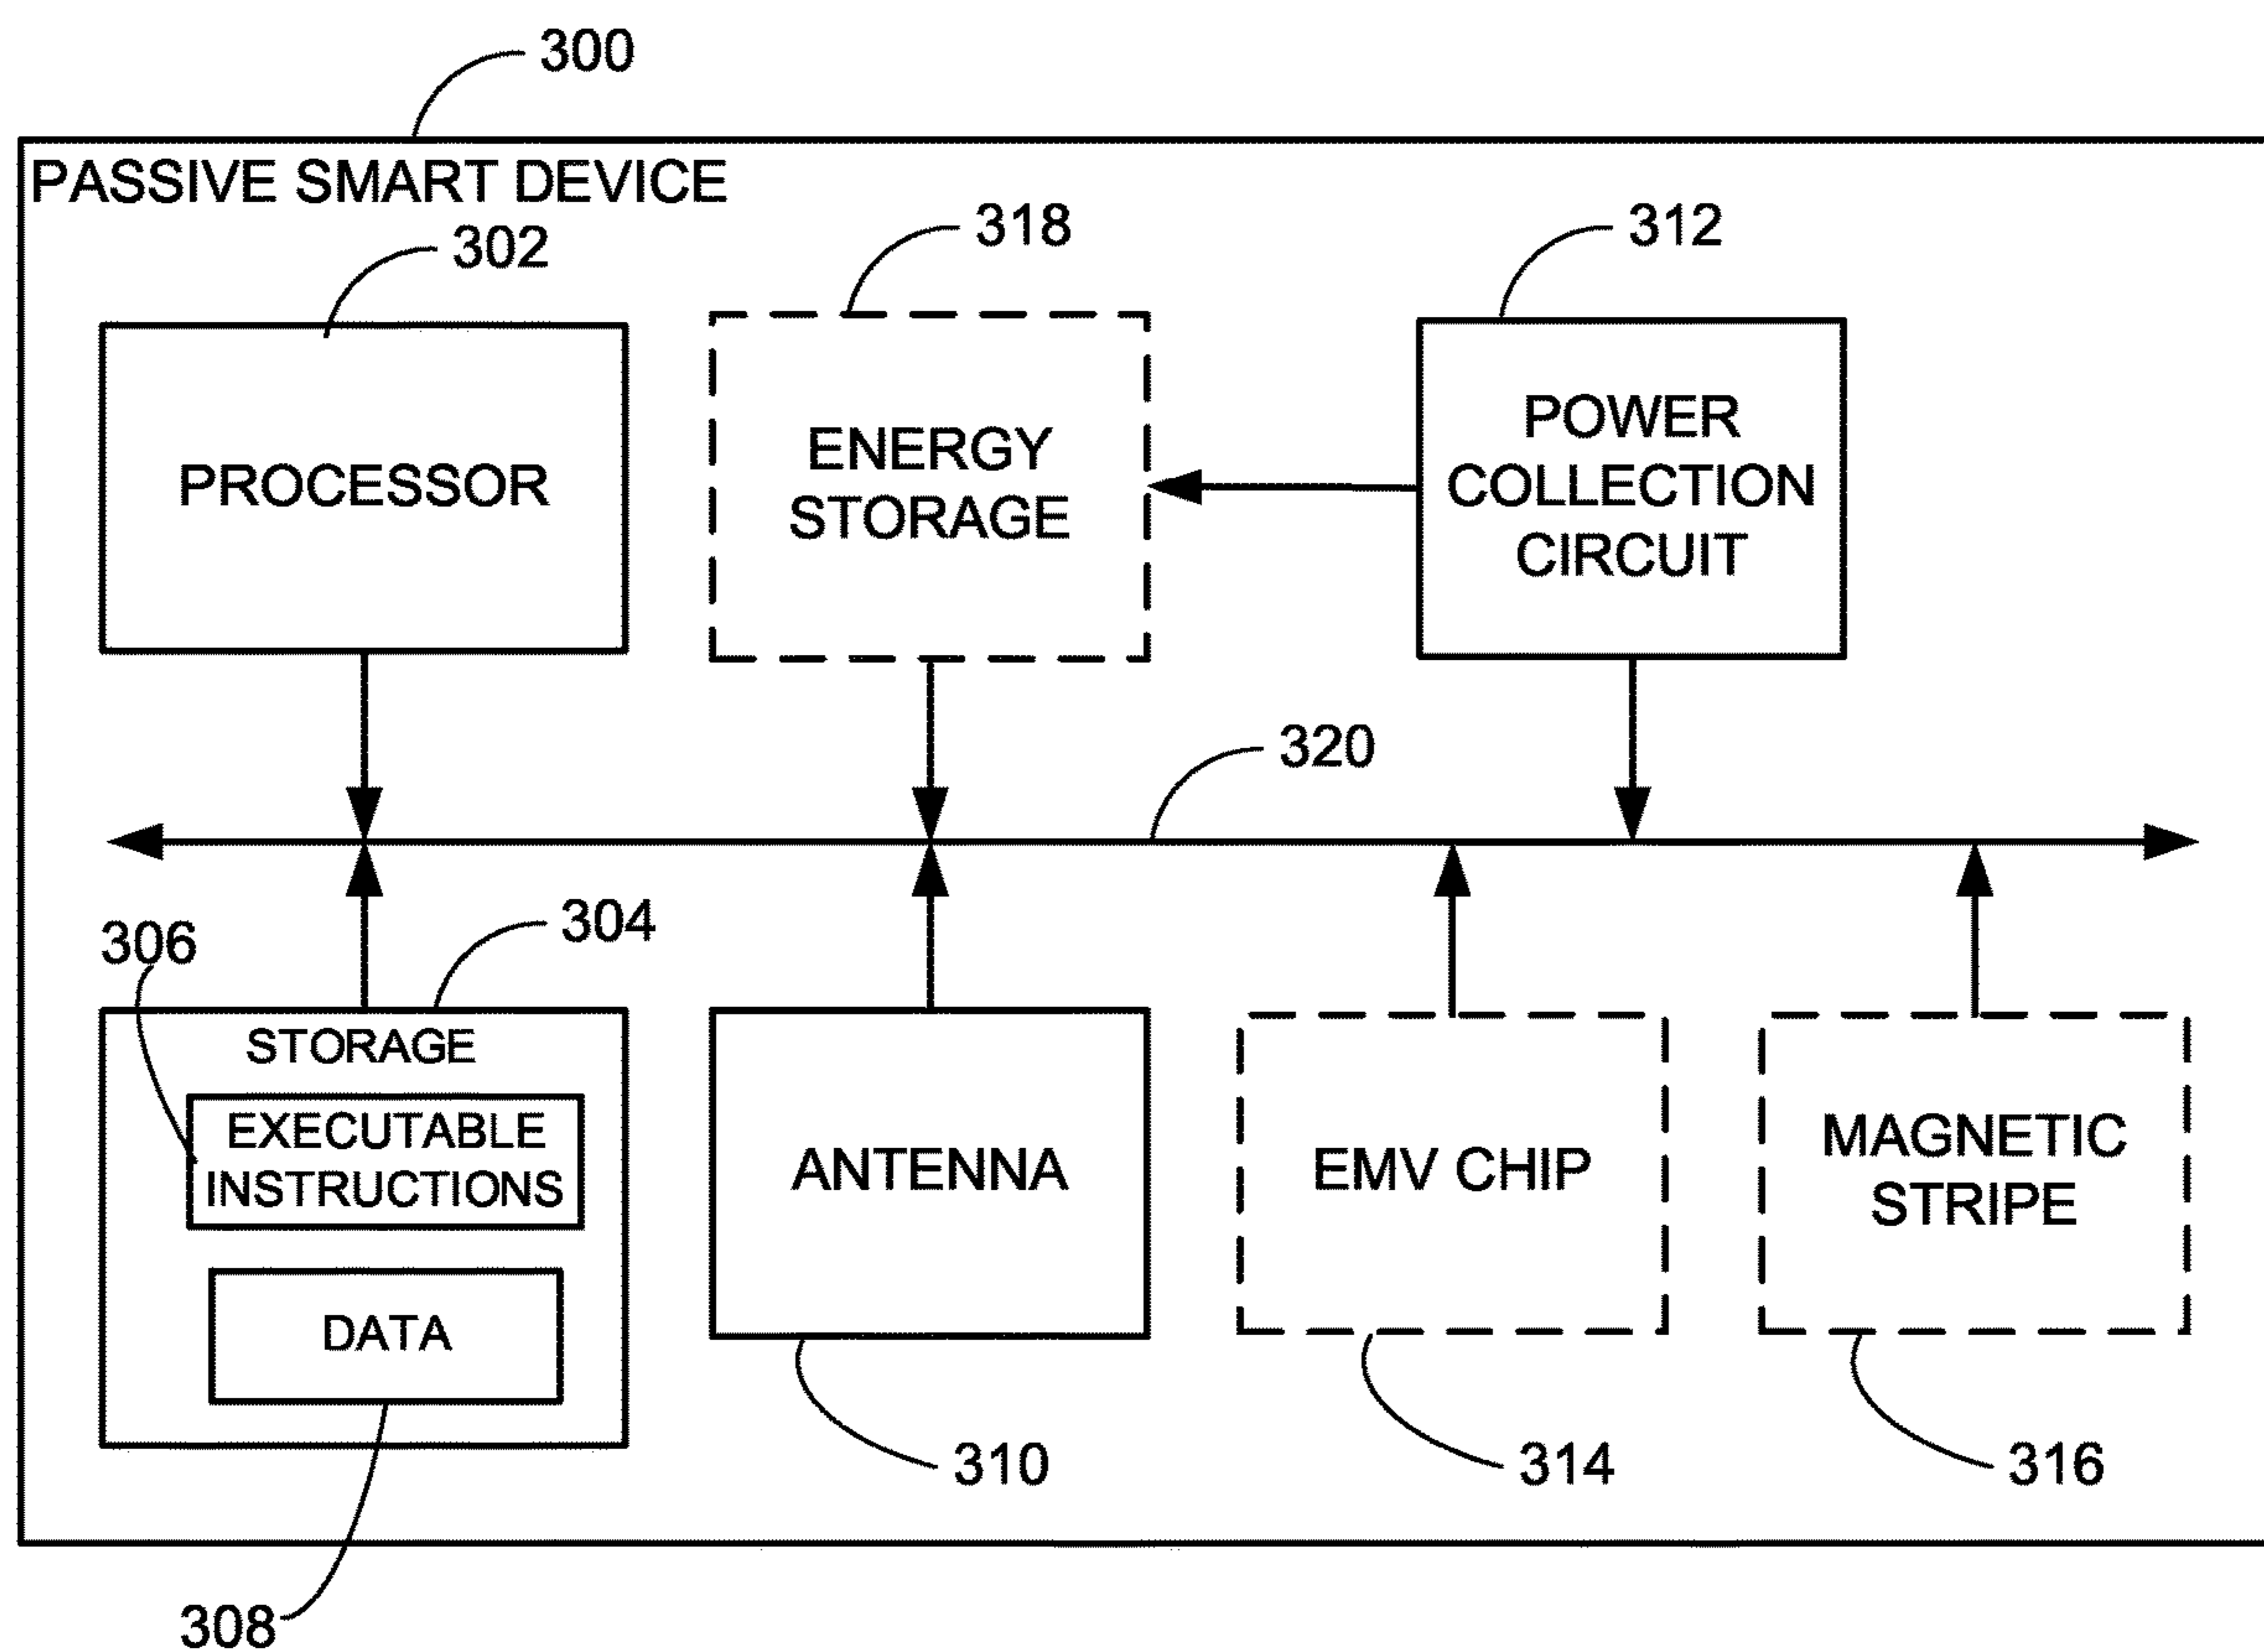 300
PASSIVE SMART DEVICE
302
318
312
PROCESSOR
ENERGY
STORAGE
POWER
COLLECTION
CIRCUIT
320
306
304
STORAGE
EXECUTABLE
INSTRUCTIONS
DATA
ANTENNA
EMV CHIP
MAGNETIC
STRIPE
310
314
316
308